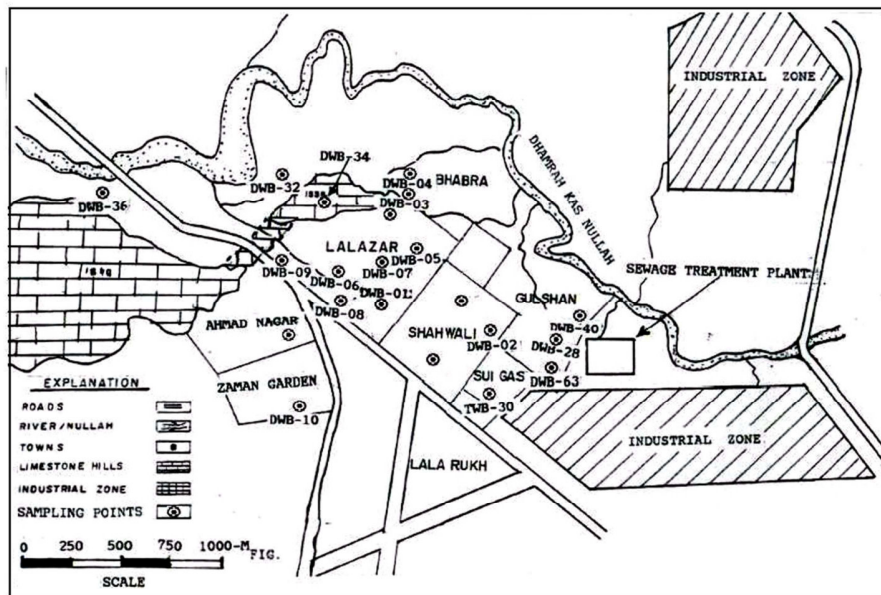 INDUSTRIAL ZONE
DHAMRAH KAS NULLAH
DWB-34
BHABRA
DWB-32
DWB-04
DWB-03
DWB-36
LALAZAR
DWB-05
DWB-09
DWB-07
DWB-06
DWB-01
DWB-08
SEWAGE TREATMENT PLANT
GULSHAN
AHMAD NAGAR
SHAHWALI
DWB-40
DWB-02
DWB-28
SUI GAS
DWB-63
ZAMAN GARDEN
TWB-30
DWB-10
INDUSTRIAL ZONE
LALA RUKH
EXPLANATION
ROADS
RIVER/NULLAH
TOWNS
LIMESTONE HILLS
INDUSTRIAL ZONE
SAMPLING POINTS
0 250 500 750 1000-M
FIG.
SCALE